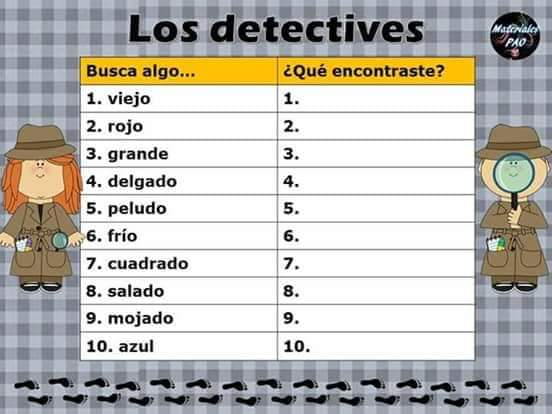 Los detectives
Materiales
PAO
Busca algo... ¿Qué encontraste?
1. viejo 1.
2. rojo 2.
3. grande 3.
4. delgado 4.
5. peludo 5.
6. frío 6.
7. cuadrado 7.
8. salado 8.
9. mojado 9.
10. azul 10.